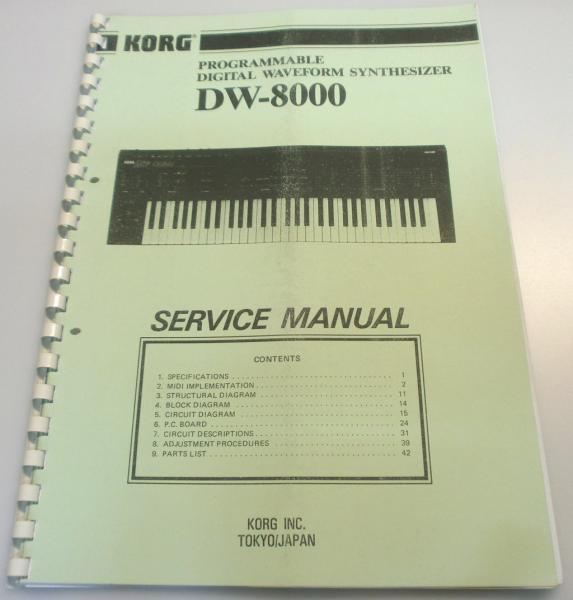 KORG®
PROGRAMMABLE
DIGITAL WAVEFORM SYNTHESIZER
DW-8000
SERVICE MANUAL
CONTENTS
1. SPECIFICATIONS . . . . . . . . . . . . . . . . . . . . . . . . . . . . . . 1
2. MIDI IMPLEMENTATION . . . . . . . . . . . . . . . . . . . . . . . . . 2
3. STRUCTURAL DIAGRAM . . . . . . . . . . . . . . . . . . . . . . . . . 11
4. BLOCK DIAGRAM . . . . . . . . . . . . . . . . . . . . . . . . . . . . . 14
5. CIRCUIT DIAGRAM . . . . . . . . . . . . . . . . . . . . . . . . . . . . 15
6. P.C. BOARD . . . . . . . . . . . . . . . . . . . . . . . . . . . . . . . . 24
7. CIRCUIT DESCRIPTIONS . . . . . . . . . . . . . . . . . . . . . . . . . 31
8. ADJUSTMENT PROCEDURES . . . . . . . . . . . . . . . . . . . . . . . 39
9. PARTS LIST . . . . . . . . . . . . . . . . . . . . . . . . . . . . . . . . 42
KORG INC.
TOKYO/JAPAN